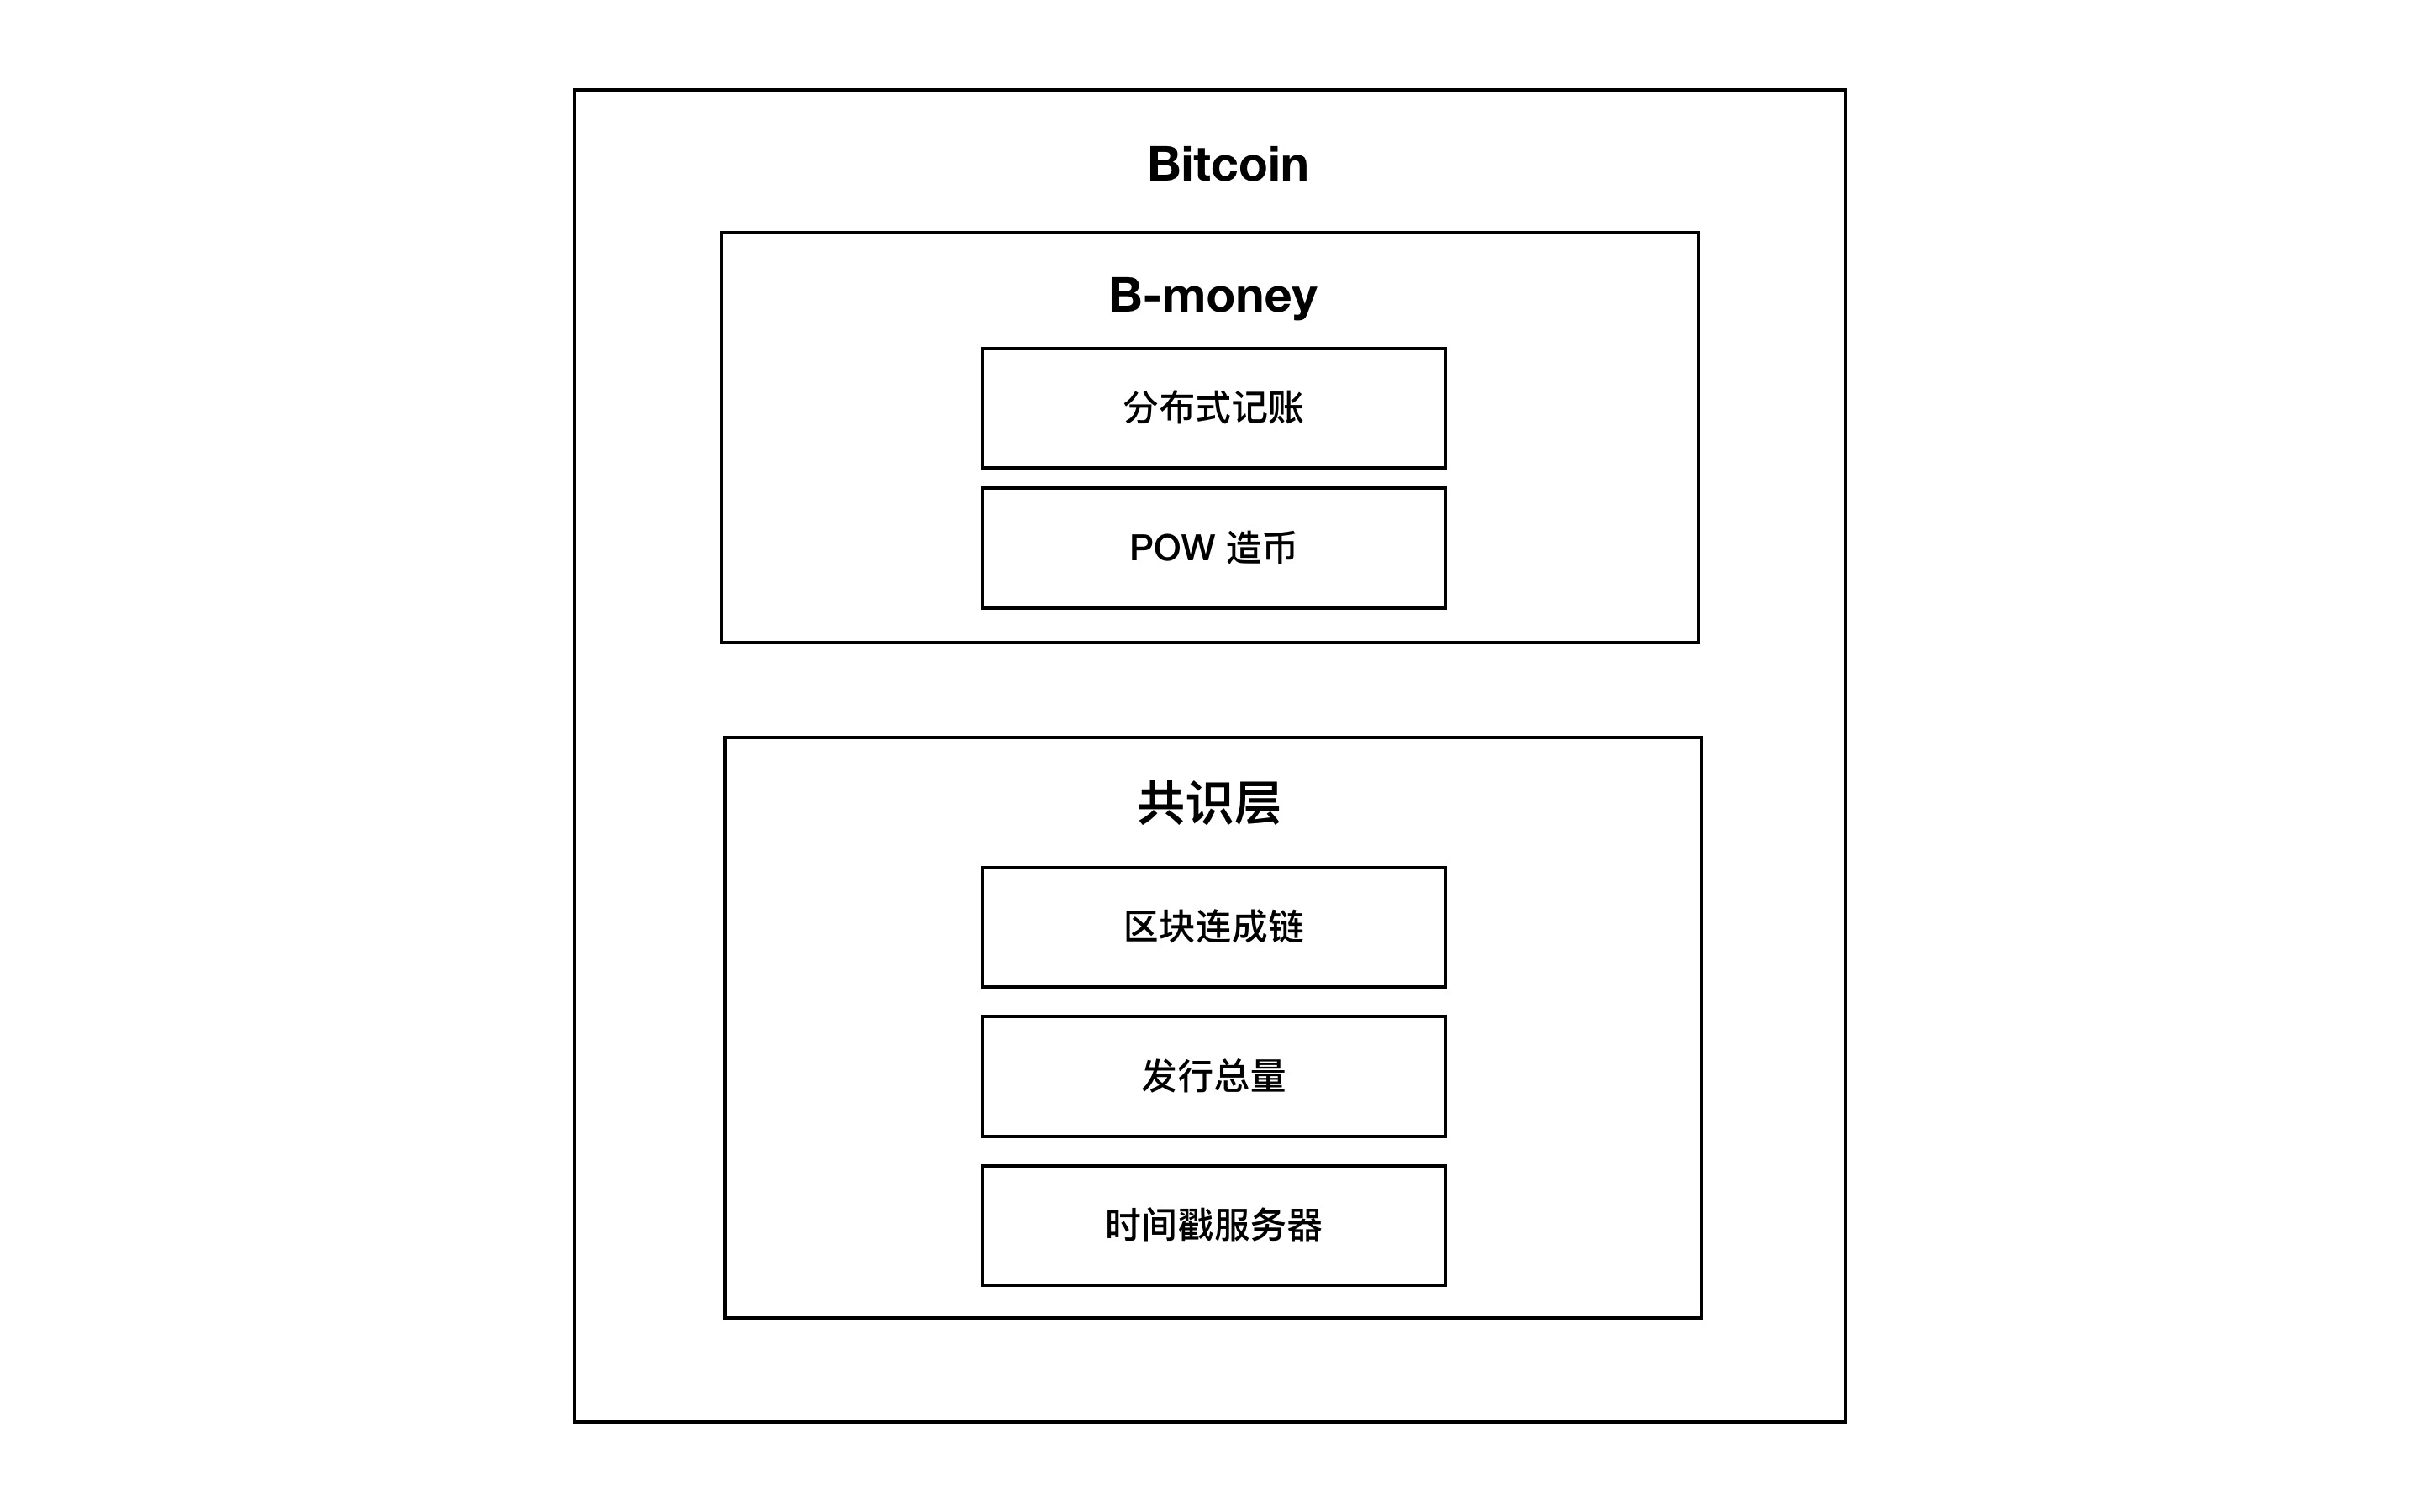 Bitcoin
B-money
分布式记账
POW 造币
共识层
区块连成链
发行总量
时间戳服务器